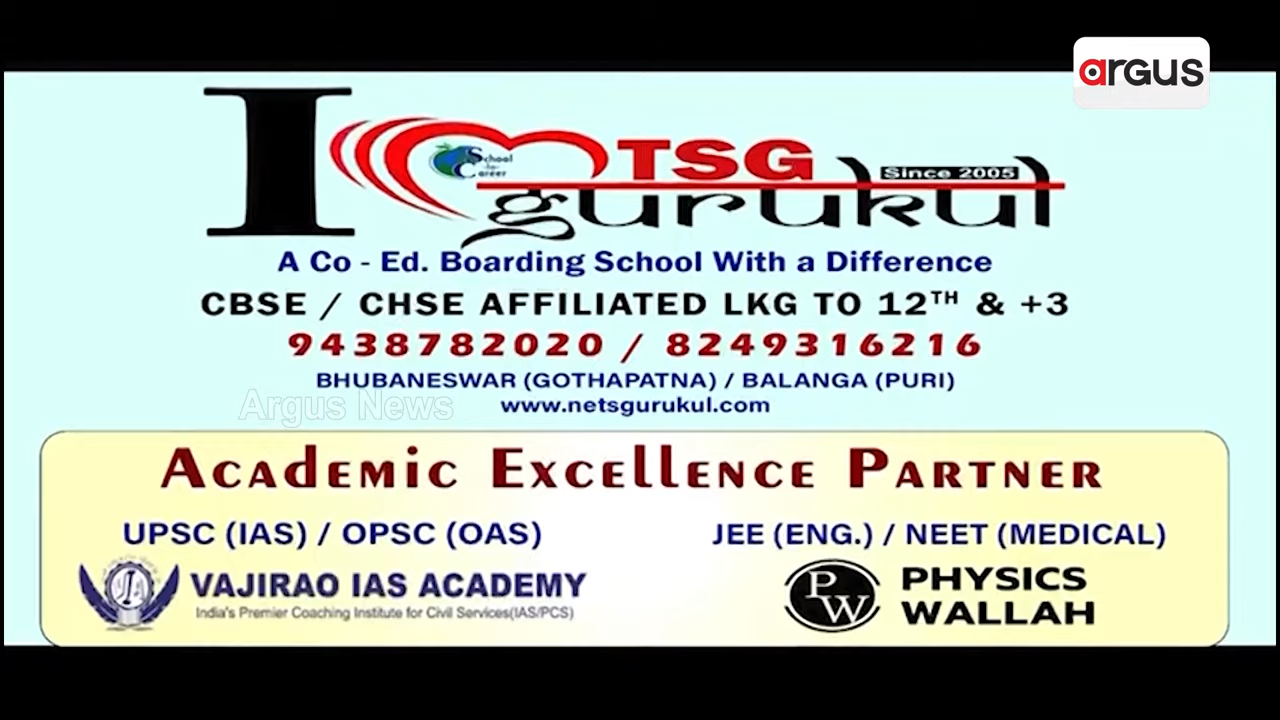 argus
I TSG
Since 2005
gurukul
School
to
Career
A Co - Ed. Boarding School With a Difference
CBSE / CHSE AFFILIATED LKG TO 12TH & +3
9438782020 / 8249316216
BHUBANESWAR (GOTHAPATNA) / BALANGA (PURI)
Argus News
www.netsgurukul.com
Academic Excellence Partner
UPSC (IAS) / OPSC (OAS)
VAJIRAO IAS ACADEMY
India's Premier Coaching Institute for Civil Services(IAS/PCS)
JEE (ENG.) / NEET (MEDICAL)
PW
PHYSICS
WALLAH